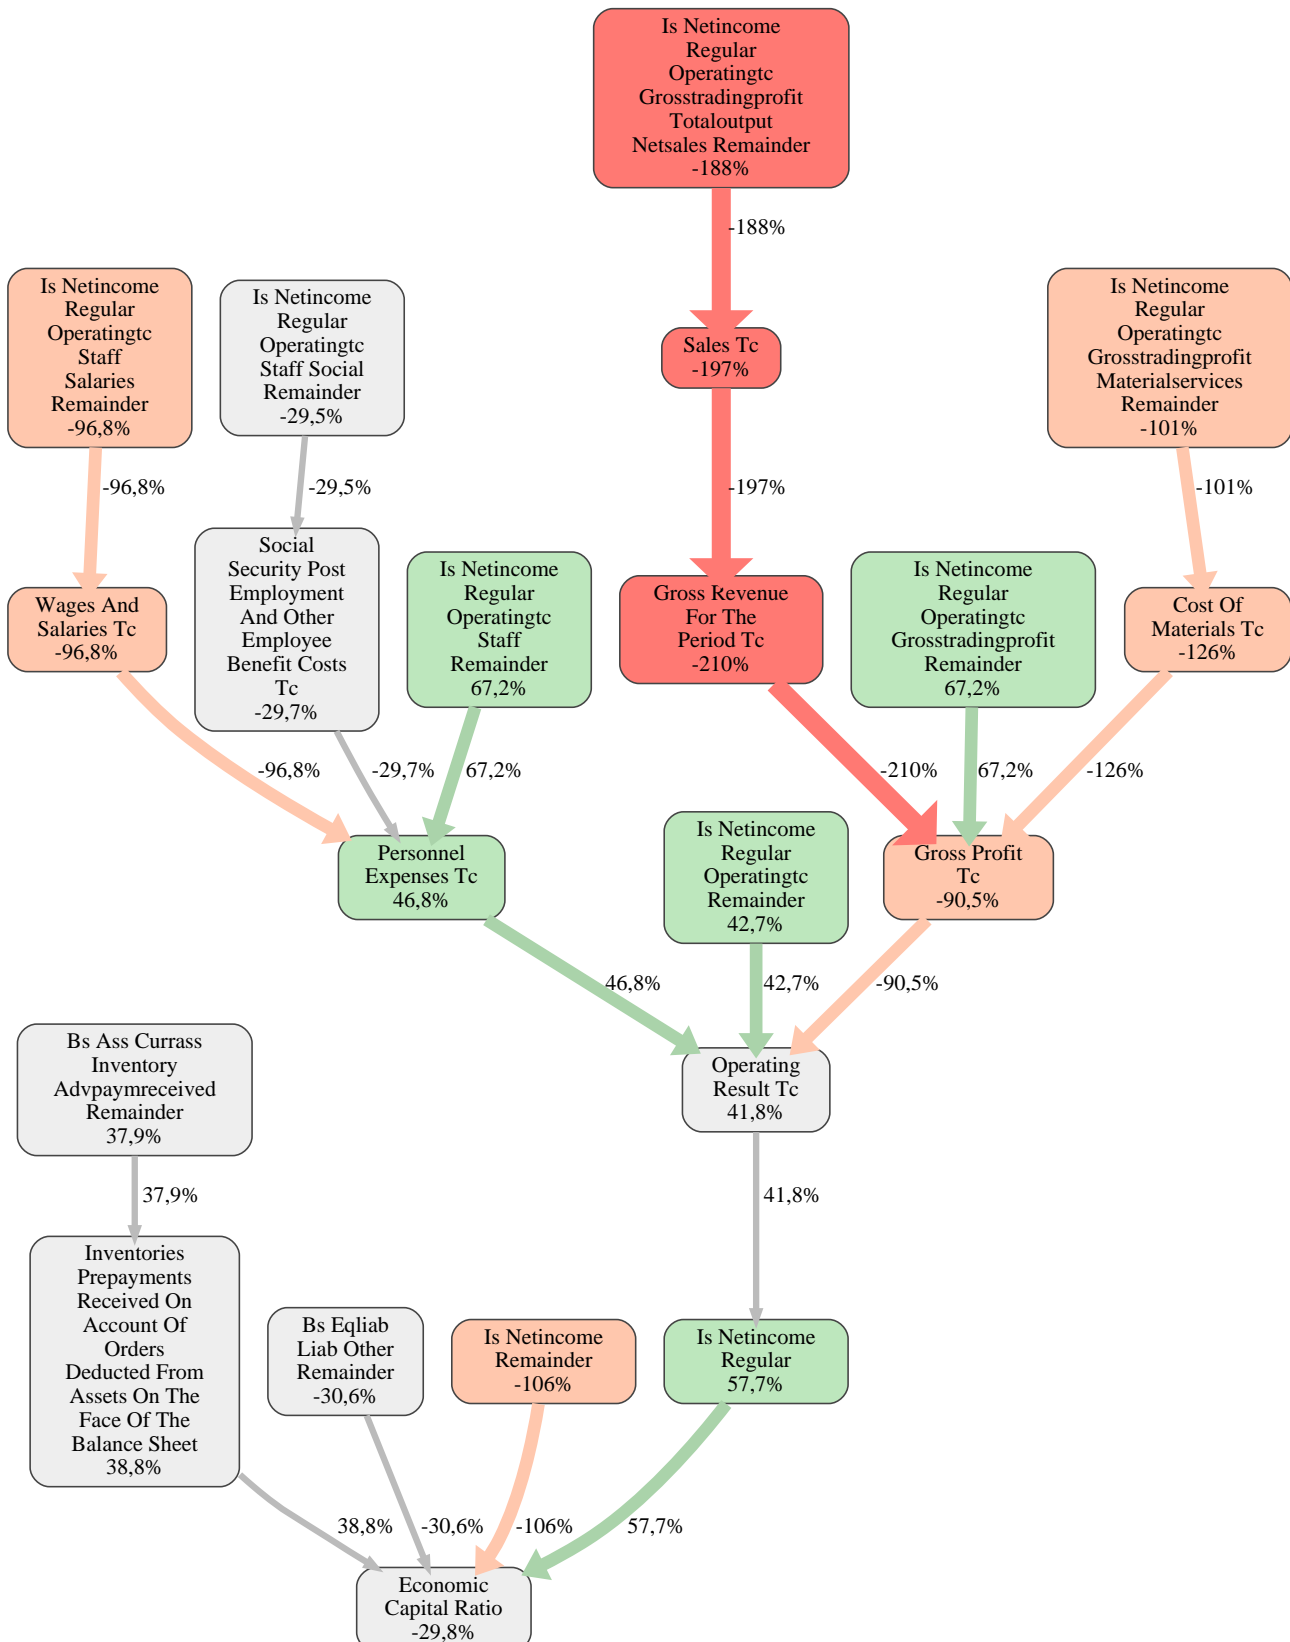 Is Netincome
Regular
Operatingtc
Grosstradingprofit
Totaloutput
Netsales Remainder
-188%
-188%
Is Netincome
Regular
Operatingtc
Staff
Salaries
Remainder
-96,8%
Is Netincome
Regular
Operatingtc
Staff Social
Remainder
-29,5%
Sales Tc
-197%
Is Netincome
Regular
Operatingtc
Grosstradingprofit
Materialservices
Remainder
-101%
-96,8%
-29,5%
-197%
-101%
Wages And
Salaries Tc
-96,8%
Social
Security Post
Employment
And Other
Employee
Benefit Costs
Tc
-29,7%
Is Netincome
Regular
Operatingtc
Staff
Remainder
67,2%
Gross Revenue
For The
Period Tc
-210%
Is Netincome
Regular
Operatingtc
Grosstradingprofit
Remainder
67,2%
Cost Of
Materials Tc
-126%
-96,8%
-29,7%
67,2%
-210%
67,2%
-126%
Personnel
Expenses Tc
46,8%
Is Netincome
Regular
Operatingtc
Remainder
42,7%
Gross Profit
Tc
-90,5%
46,8%
42,7%
-90,5%
Bs Ass Currass
Inventory
Advpaymreceived
Remainder
37,9%
Operating
Result Tc
41,8%
37,9%
41,8%
Inventories
Prepayments
Received On
Account Of
Orders
Deducted From
Assets On The
Face Of The
Balance Sheet
38,8%
Bs Eqliab
Liab Other
Remainder
-30,6%
Is Netincome
Remainder
-106%
Is Netincome
Regular
57,7%
38,8%
-30,6%
-106%
57,7%
Economic
Capital Ratio
-29,8%